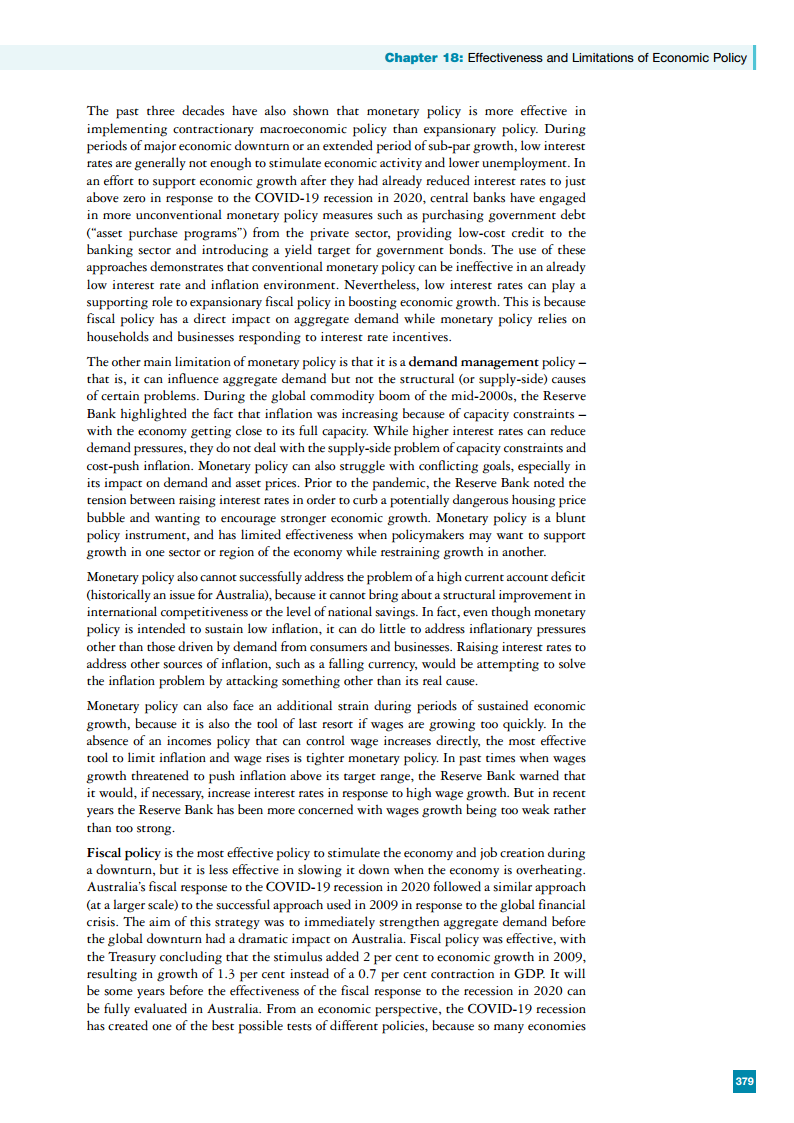 Chapter 18: Effectiveness and Limitations of Economic Policy
The past three decades have also shown that monetary policy is more effective in
implementing contractionary macroeconomic policy than expansionary policy. During
periods of major economic downturn or an extended period of sub-par growth, low interest
rates are generally not enough to stimulate economic activity and lower unemployment. In
an effort to support economic growth after they had already reduced interest rates to just
above zero in response to the COVID-19 recession in 2020, central banks have engaged
in more unconventional monetary policy measures such as purchasing government debt
(“asset purchase programs”) from the private sector, providing low-cost credit to the
banking sector and introducing a yield target for government bonds. The use of these
approaches demonstrates that conventional monetary policy can be ineffective in an already
low interest rate and inflation environment. Nevertheless, low interest rates can play a
supporting role to expansionary fiscal policy in boosting economic growth. This is because
fiscal policy has a direct impact on aggregate demand while monetary policy relies on
households and businesses responding to interest rate incentives.
The other main limitation of monetary policy is that it is a demand management policy –
that is, it can influence aggregate demand but not the structural (or supply-side) causes
of certain problems. During the global commodity boom of the mid-2000s, the Reserve
Bank highlighted the fact that inflation was increasing because of capacity constraints –
with the economy getting close to its full capacity. While higher interest rates can reduce
demand pressures, they do not deal with the supply-side problem of capacity constraints and
cost-push inflation. Monetary policy can also struggle with conflicting goals, especially in
its impact on demand and asset prices. Prior to the pandemic, the Reserve Bank noted the
tension between raising interest rates in order to curb a potentially dangerous housing price
bubble and wanting to encourage stronger economic growth. Monetary policy is a blunt
policy instrument, and has limited effectiveness when policymakers may want to support
growth in one sector or region of the economy while restraining growth in another.
Monetary policy also cannot successfully address the problem of a high current account deficit
(historically an issue for Australia), because it cannot bring about a structural improvement in
international competitiveness or the level of national savings. In fact, even though monetary
policy is intended to sustain low inflation, it can do little to address inflationary pressures
other than those driven by demand from consumers and businesses. Raising interest rates to
address other sources of inflation, such as a falling currency, would be attempting to solve
the inflation problem by attacking something other than its real cause.
Monetary policy can also face an additional strain during periods of sustained economic
growth, because it is also the tool of last resort if wages are growing too quickly. In the
absence of an incomes policy that can control wage increases directly, the most effective
tool to limit inflation and wage rises is tighter monetary policy. In past times when wages
growth threatened to push inflation above its target range, the Reserve Bank warned that
it would, if necessary, increase interest rates in response to high wage growth. But in recent
years the Reserve Bank has been more concerned with wages growth being too weak rather
than too strong.
Fiscal policy is the most effective policy to stimulate the economy and job creation during
a downturn, but it is less effective in slowing it down when the economy is overheating.
Australia’s fiscal response to the COVID-19 recession in 2020 followed a similar approach
(at a larger scale) to the successful approach used in 2009 in response to the global financial
crisis. The aim of this strategy was to immediately strengthen aggregate demand before
the global downturn had a dramatic impact on Australia. Fiscal policy was effective, with
the Treasury concluding that the stimulus added 2 per cent to economic growth in 2009,
resulting in growth of 1.3 per cent instead of a 0.7 per cent contraction in GDP. It will
be some years before the effectiveness of the fiscal response to the recession in 2020 can
be fully evaluated in Australia. From an economic perspective, the COVID-19 recession
has created one of the best possible tests of different policies, because so many economies
379